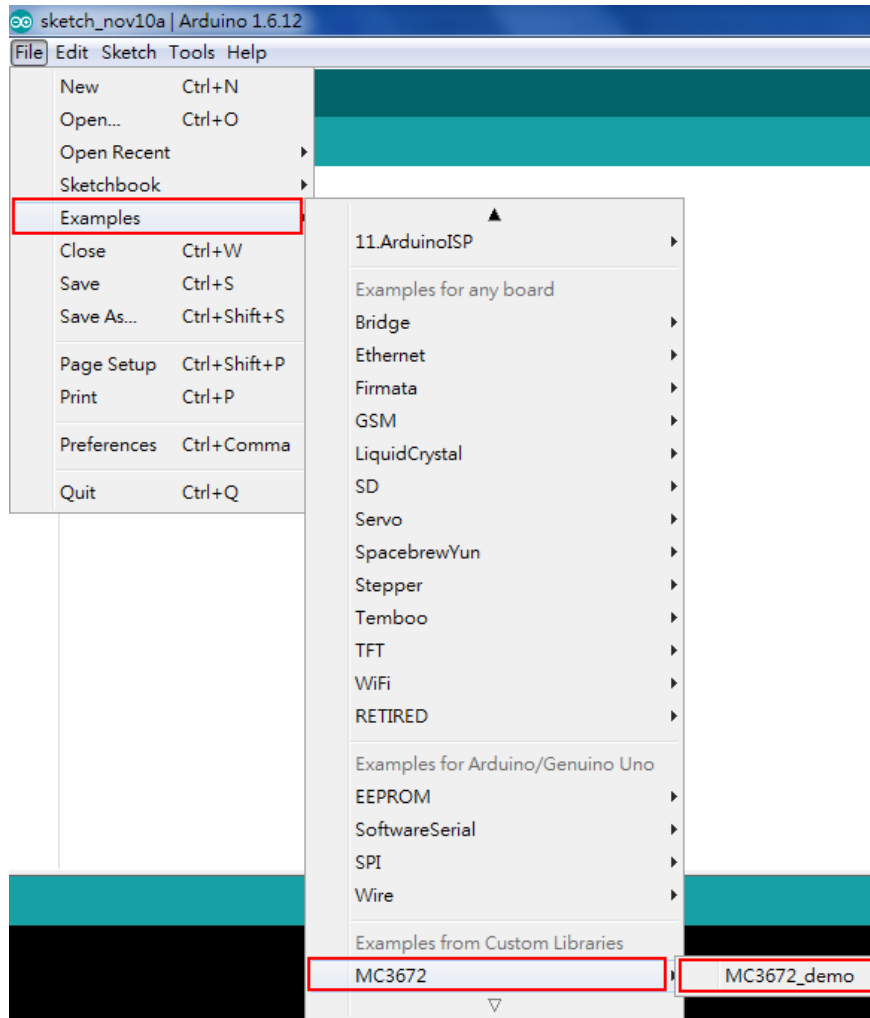 sketch_nov10a | Arduino 1.6.12
File Edit Sketch Tools Help
New Ctrl+N
Open... Ctrl+O
Open Recent
Sketchbook
Examples
Close Ctrl+W
Save Ctrl+S
Save As... Ctrl+Shift+S
Page Setup Ctrl+Shift+P
Print Ctrl+P
Preferences Ctrl+Comma
Quit Ctrl+Q
11.ArduinoISP
Examples for any board
Bridge
Ethernet
Firmata
GSM
LiquidCrystal
SD
Servo
SpacebrewYun
Stepper
Temboo
TFT
WiFi
RETIRED
Examples for Arduino/Genuino Uno
EEPROM
SoftwareSerial
SPI
Wire
Examples from Custom Libraries
MC3672
MC3672_demo